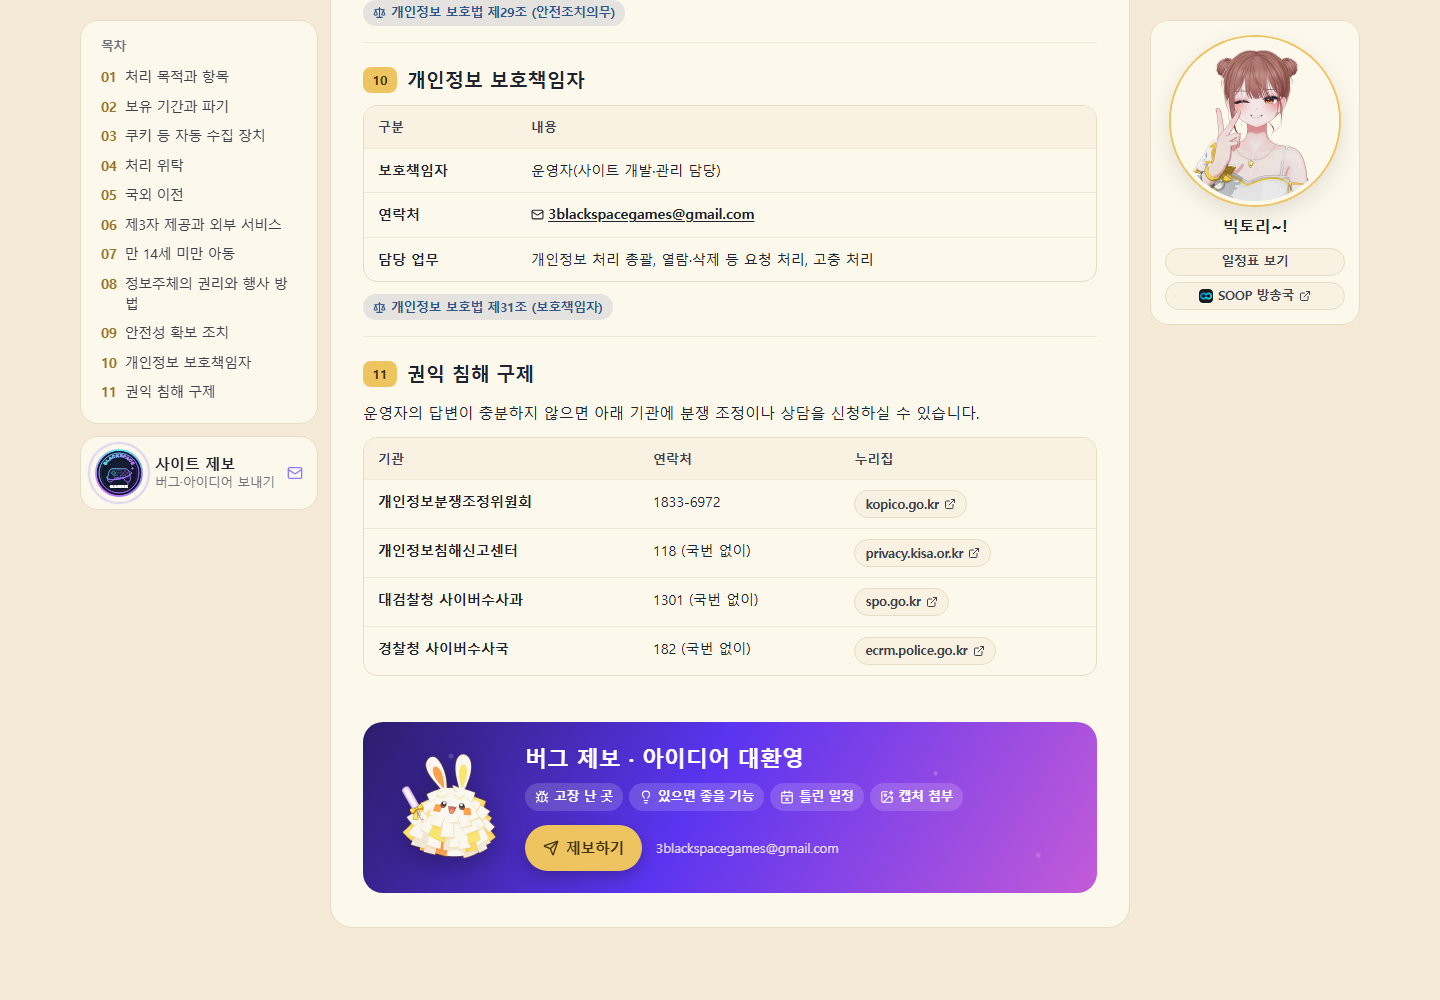 목차
01 처리 목적과 항목
02 보유 기간과 파기
03 쿠키 등 자동 수집 장치
04 처리 위탁
05 국외 이전
06 제3자 제공과 외부 서비스
07 만 14세 미만 아동
08 정보주체의 권리와 행사 방
법
09 안전성 확보 조치
10 개인정보 보호책임자
11 권익 침해 구제
사이트 제보
버그·아이디어 보내기
개인정보 보호법 제29조 (안전조치의무)
10 개인정보 보호책임자
구분 내용
보호책임자 운영자(사이트 개발·관리 담당)
연락처 3blackspacegames@gmail.com
담당 업무 개인정보 처리 총괄, 열람·삭제 등 요청 처리, 고충 처리
개인정보 보호법 제31조 (보호책임자)
11 권익 침해 구제
운영자의 답변이 충분하지 않으면 아래 기관에 분쟁 조정이나 상담을 신청하실 수 있습니다.
기관 연락처 누리집
개인정보분쟁조정위원회 1833-6972 kopico.go.kr
개인정보침해신고센터 118 (국번 없이) privacy.kisa.or.kr
대검찰청 사이버수사과 1301 (국번 없이) spo.go.kr
경찰청 사이버수사국 182 (국번 없이) ecrm.police.go.kr
버그 제보 · 아이디어 대환영
고장 난 곳 있으면 좋을 기능 틀린 일정 캡처 첨부
제보하기 3blackspacegames@gmail.com
빅토리~!
일정표 보기
SOOP 방송국